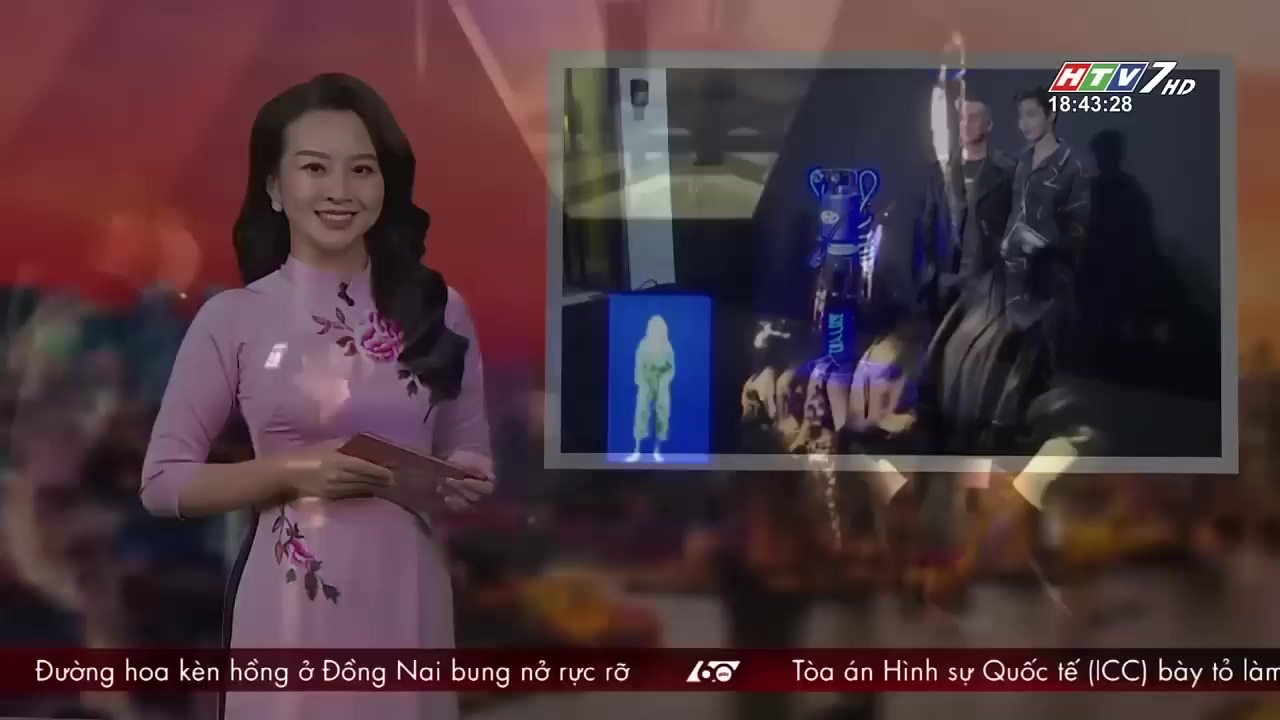 HTV7 HD
18:43:28
Đường hoa kèn hồng ở Đồng Nai bung nở rực rỡ
60
Tòa án Hình sự Quốc tế (ICC) bày tỏ làm